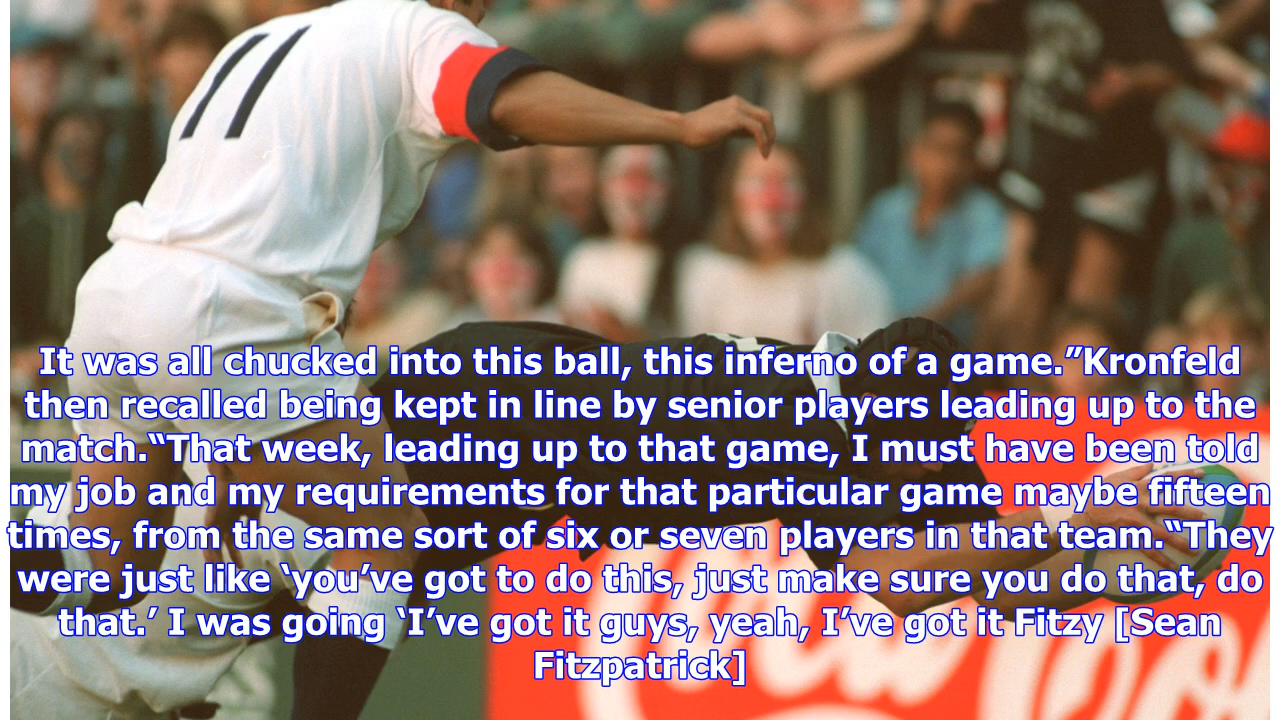 11
It was all chucked into this ball, this inferno of a game.”Kronfeld
then recalled being kept in line by senior players leading up to the
match.“That week, leading up to that game, I must have been told
my job and my requirements for that particular game maybe fifteen
times, from the same sort of six or seven players in that team.“They
were just like ‘you’ve got to do this, just make sure you do that, do
that.’ I was going ‘I’ve got it guys, yeah, I’ve got it Fitzy [Sean
Fitzpatrick]